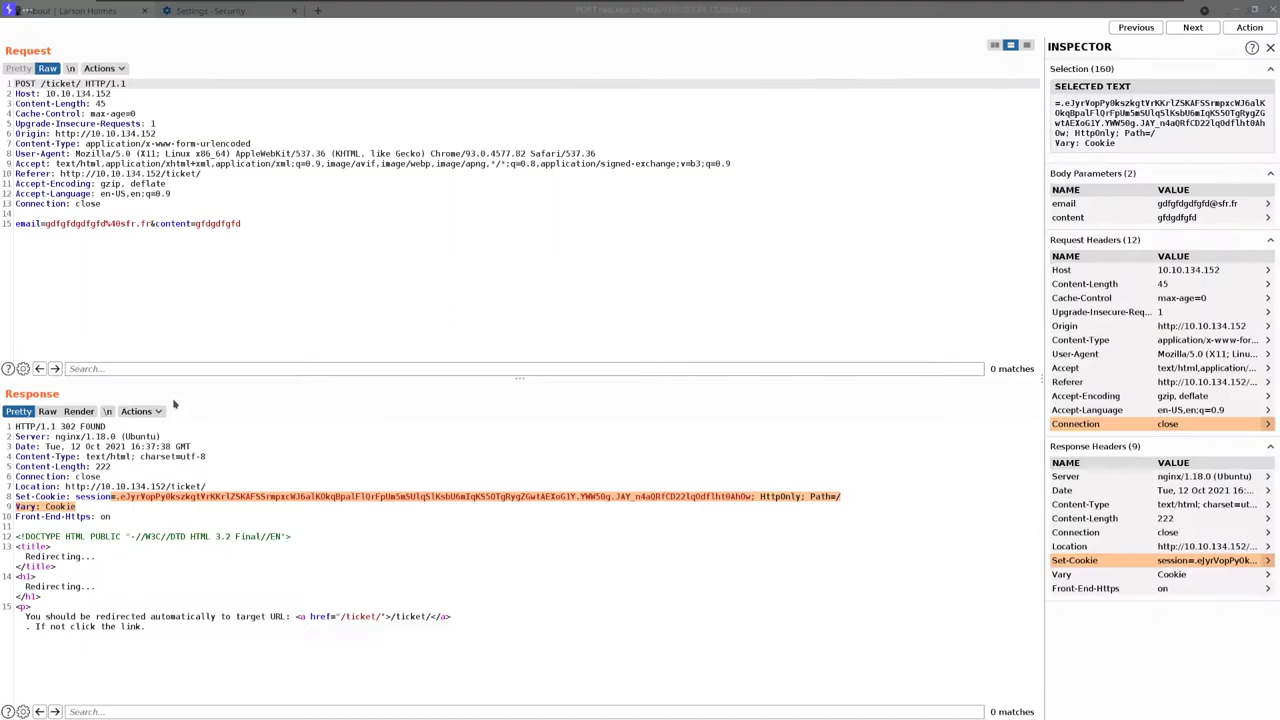 About | Larson Holmes
Settings - Security
POST request to http://10.10.134.152/ticket/
Previous
Next
Action
Request
Pretty
Raw
\n
Actions
1 POST /ticket/ HTTP/1.1
2 Host: 10.10.134.152
3 Content-Length: 45
4 Cache-Control: max-age=0
5 Upgrade-Insecure-Requests: 1
6 Origin: http://10.10.134.152
7 Content-Type: application/x-www-form-urlencoded
8 User-Agent: Mozilla/5.0 (X11; Linux x86_64) AppleWebKit/537.36 (KHTML, like Gecko) Chrome/93.0.4577.82 Safari/537.36
9 Accept: text/html,application/xhtml+xml,application/xml;q=0.9,image/avif,image/webp,image/apng,*/*;q=0.8,application/signed-exchange;v=b3;q=0.9
10 Referer: http://10.10.134.152/ticket/
11 Accept-Encoding: gzip, deflate
12 Accept-Language: en-US,en;q=0.9
13 Connection: close
14
15 email=gdfgfdgdfgfd%40sfr.fr&content=gfdgdfgfd
Search...
0 matches
Response
Pretty
Raw
Render
\n
Actions
1 HTTP/1.1 302 FOUND
2 Server: nginx/1.18.0 (Ubuntu)
3 Date: Tue, 12 Oct 2021 16:37:38 GMT
4 Content-Type: text/html; charset=utf-8
5 Content-Length: 222
6 Connection: close
7 Location: http://10.10.134.152/ticket/
8 Set-Cookie: HttpOnly; Path=/
9 Vary: Cookie
10 Front-End-Https: on
11
12 <!DOCTYPE HTML PUBLIC "-//W3C//DTD HTML 3.2 Final//EN">
13 <title>
Redirecting...
</title>
14 <h1>
Redirecting...
</h1>
15 <p>
You should be redirected automatically to target URL: <a href="/ticket/">/ticket/</a>
. If not click the link.
Search...
0 matches
INSPECTOR
Selection (160)
SELECTED TEXT
HttpOnly; Path=/
Vary: Cookie
Body Parameters (2)
NAME VALUE
email gdfgfdgdfgfd@sfr.fr
content gfdgdfgfd
Request Headers (12)
NAME VALUE
Host 10.10.134.152
Content-Length 45
Cache-Control max-age=0
Upgrade-Insecure-Req... 1
Origin http://10.10.134.152
Content-Type application/x-www-for...
User-Agent Mozilla/5.0 (X11; Linu...
Accept text/html,application/...
Referer http://10.10.134.152/...
Accept-Encoding gzip, deflate
Accept-Language en-US,en;q=0.9
Connection close
Response Headers (9)
NAME VALUE
Server nginx/1.18.0 (Ubuntu)
Date Tue, 12 Oct 2021 16:...
Content-Type text/html; charset=ut...
Content-Length 222
Connection close
Location http://10.10.134.152/...
Set-Cookie session=.eJyrVopPy0k...
Vary Cookie
Front-End-Https on